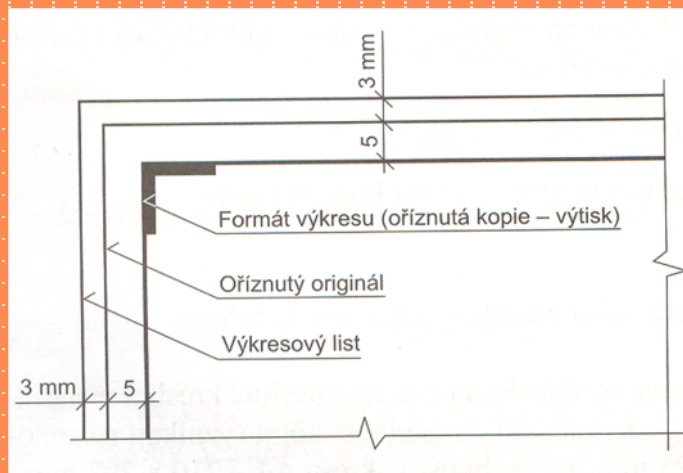 3 mm
5
Formát výkresu (oříznutá kopie – výtisk)
Oříznutý originál
Výkresový list
3 mm
5